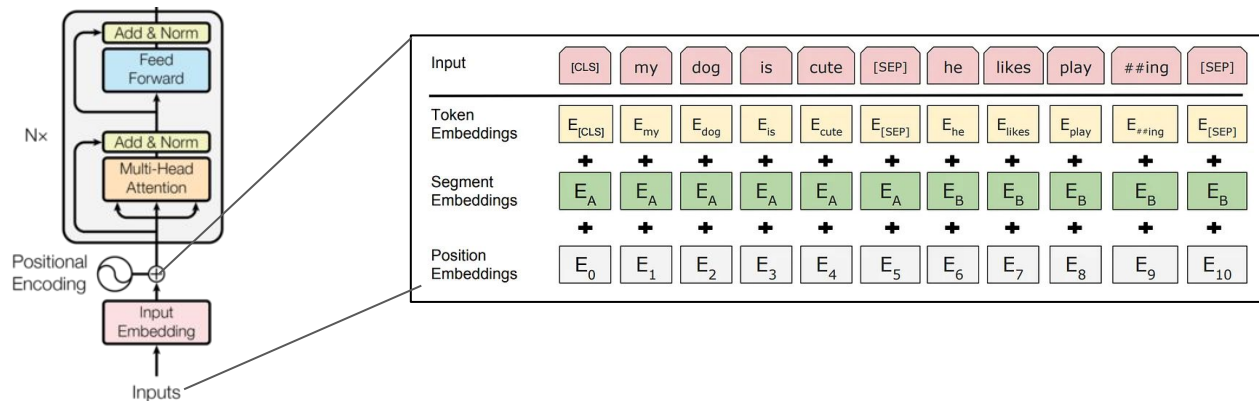 Add & Norm
Feed
Forward
N×
Add & Norm
Multi-Head
Attention
Positional
Encoding
Input
Embedding
Inputs
Input [CLS] my dog is cute [SEP] he likes play ##ing [SEP]
Token
Embeddings
E[CLS] Emy Edog Eis Ecute E[SEP] Ehe Elikes Eplay E##ing E[SEP]
+ + + + + + + + + + +
Segment
Embeddings
EA EA EA EA EA EA EB EB EB EB EB
+ + + + + + + + + + +
Position
Embeddings
E0 E1 E2 E3 E4 E5 E6 E7 E8 E9 E10